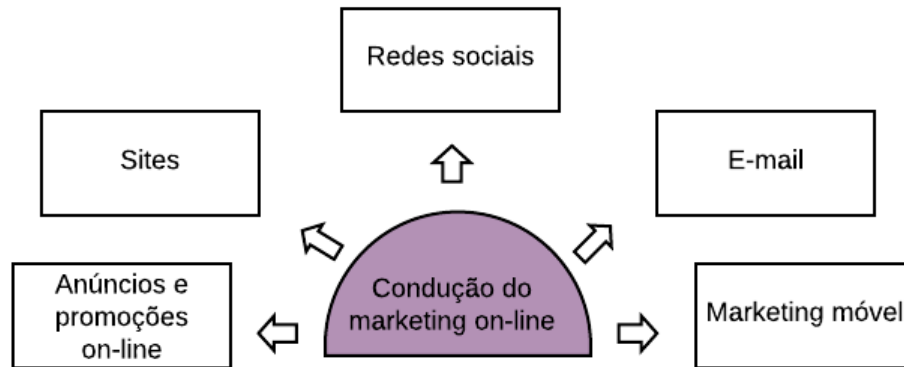 Redes sociais
Sites
E-mail
Anúncios e
promoções
on-line
Condução do
marketing on-line
Marketing móvel